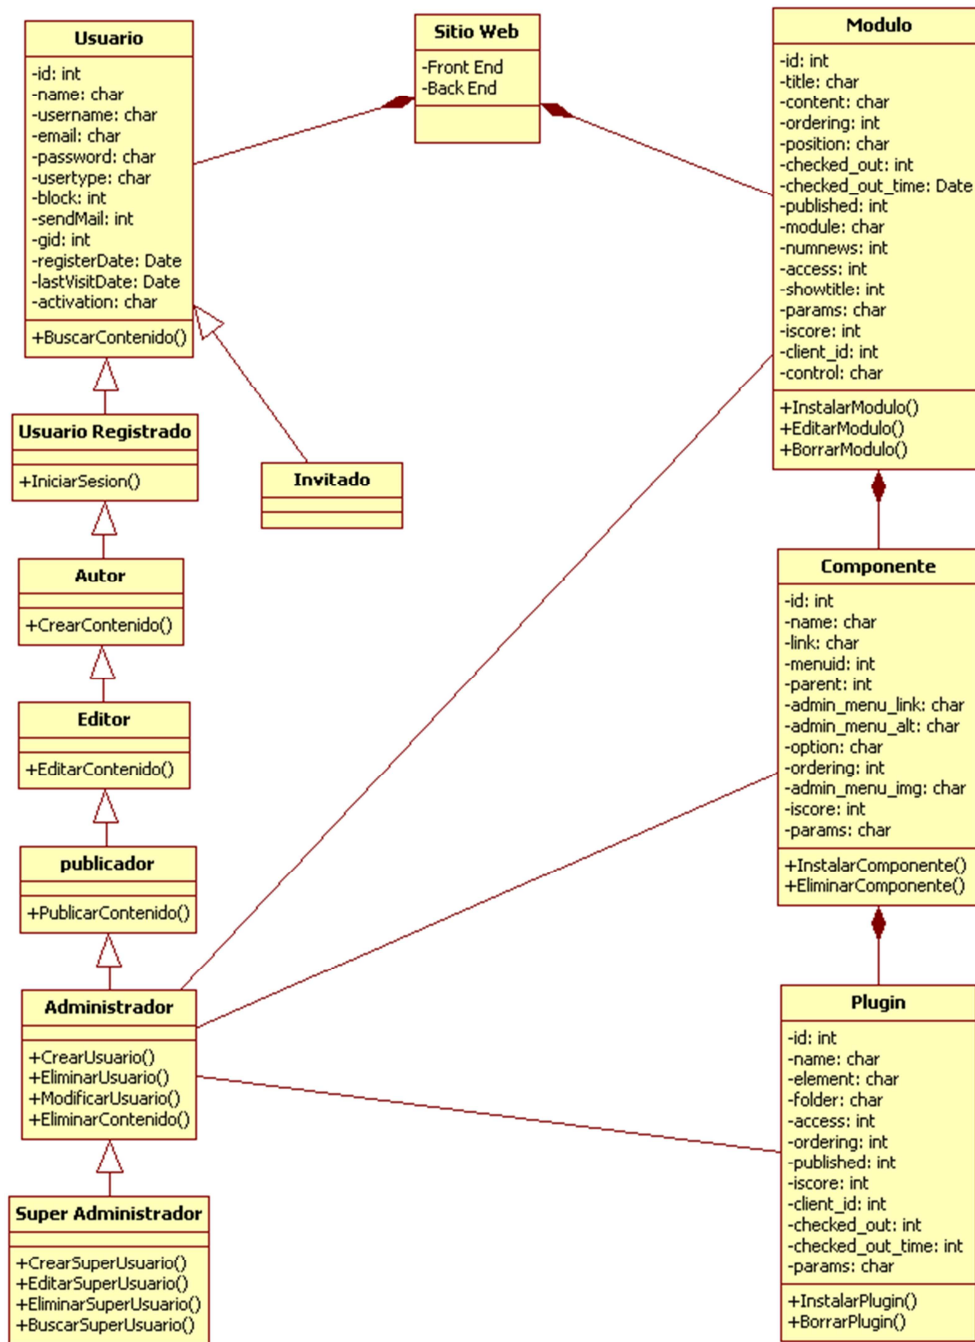 Usuario
-id: int
-name: char
-username: char
-email: char
-password: char
-usertype: char
-block: int
-sendMail: int
-gid: int
-registerDate: Date
-lastVisitDate: Date
-activation: char
+BuscarContenido()
Sitio Web
-Front End
-Back End
Modulo
-id: int
-title: char
-content: char
-ordering: int
-position: char
-checked_out: int
-checked_out_time: Date
-published: int
-module: char
-numnews: int
-access: int
-showtitle: int
-params: char
-iscore: int
-client_id: int
-control: char
+InstalarModulo()
+EditarModulo()
+BorrarModulo()
Usuario Registrado
+IniciarSesion()
Invitado
Autor
+CrearContenido()
Editor
+EditarContenido()
publicador
+PublicarContenido()
Administrador
+CrearUsuario()
+EliminarUsuario()
+ModificarUsuario()
+EliminarContenido()
Super Administrador
+CrearSuperUsuario()
+EditarSuperUsuario()
+EliminarSuperUsuario()
+BuscarSuperUsuario()
Componente
-id: int
-name: char
-link: char
-menuid: int
-parent: int
-admin_menu_link: char
-admin_menu_alt: char
-option: char
-ordering: int
-admin_menu_img: char
-iscore: int
-params: char
+InstalarComponente()
+EliminarComponente()
Plugin
-id: int
-name: char
-element: char
-folder: char
-access: int
-ordering: int
-published: int
-iscore: int
-client_id: int
-checked_out: int
-checked_out_time: int
-params: char
+InstalarPlugin()
+BorrarPlugin()